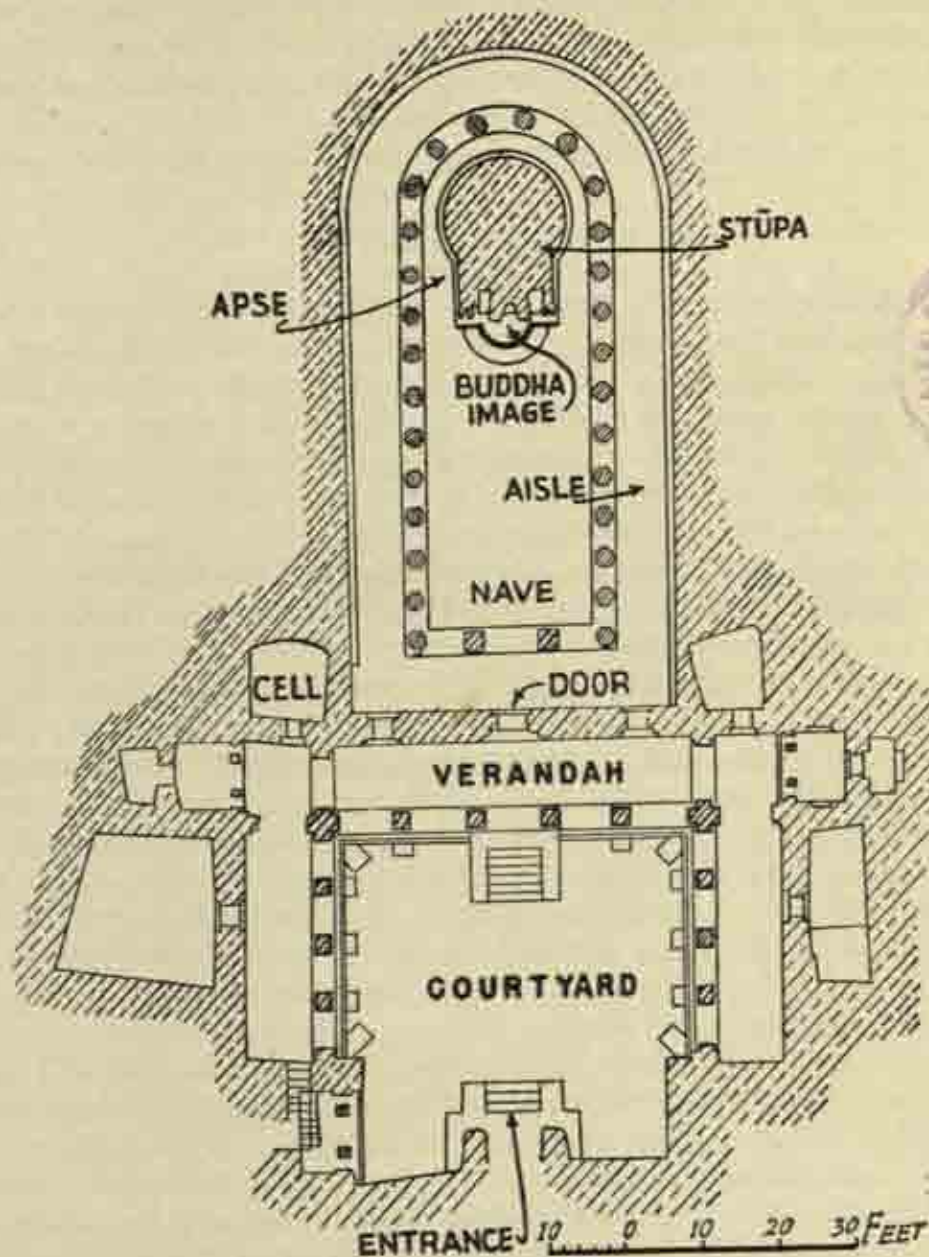 STŪPA
APSE
BUDDHA
IMAGE
AISLE
NAVE
CELL
DOOR
VERANDAH
COURTYARD
ENTRANCE
10 0 10 20 30 FEET